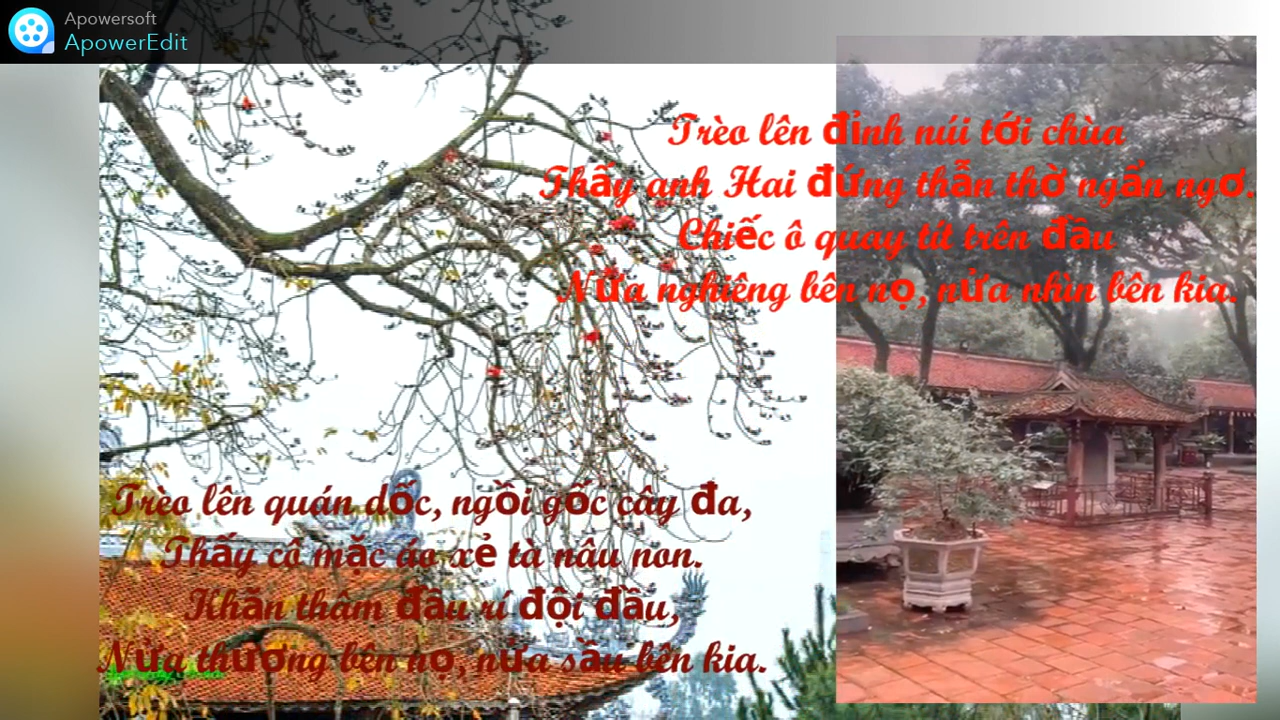 Apowersoft
ApowerEdit
Trèo lên đỉnh núi tới chùa
Thấy anh Hai đứng thẫn thờ ngẩn ngơ.
Chiếc ô quay tít trên đầu
Nửa nghiêng bên nọ, nửa nhìn bên kia.
Trèo lên quán dốc, ngồi gốc cây đa,
Thấy cô mặc áo xẻ tà nâu non.
Khăn thâm đầu rí đội đầu,
Nửa thương bên nọ, nửa sầu bên kia.